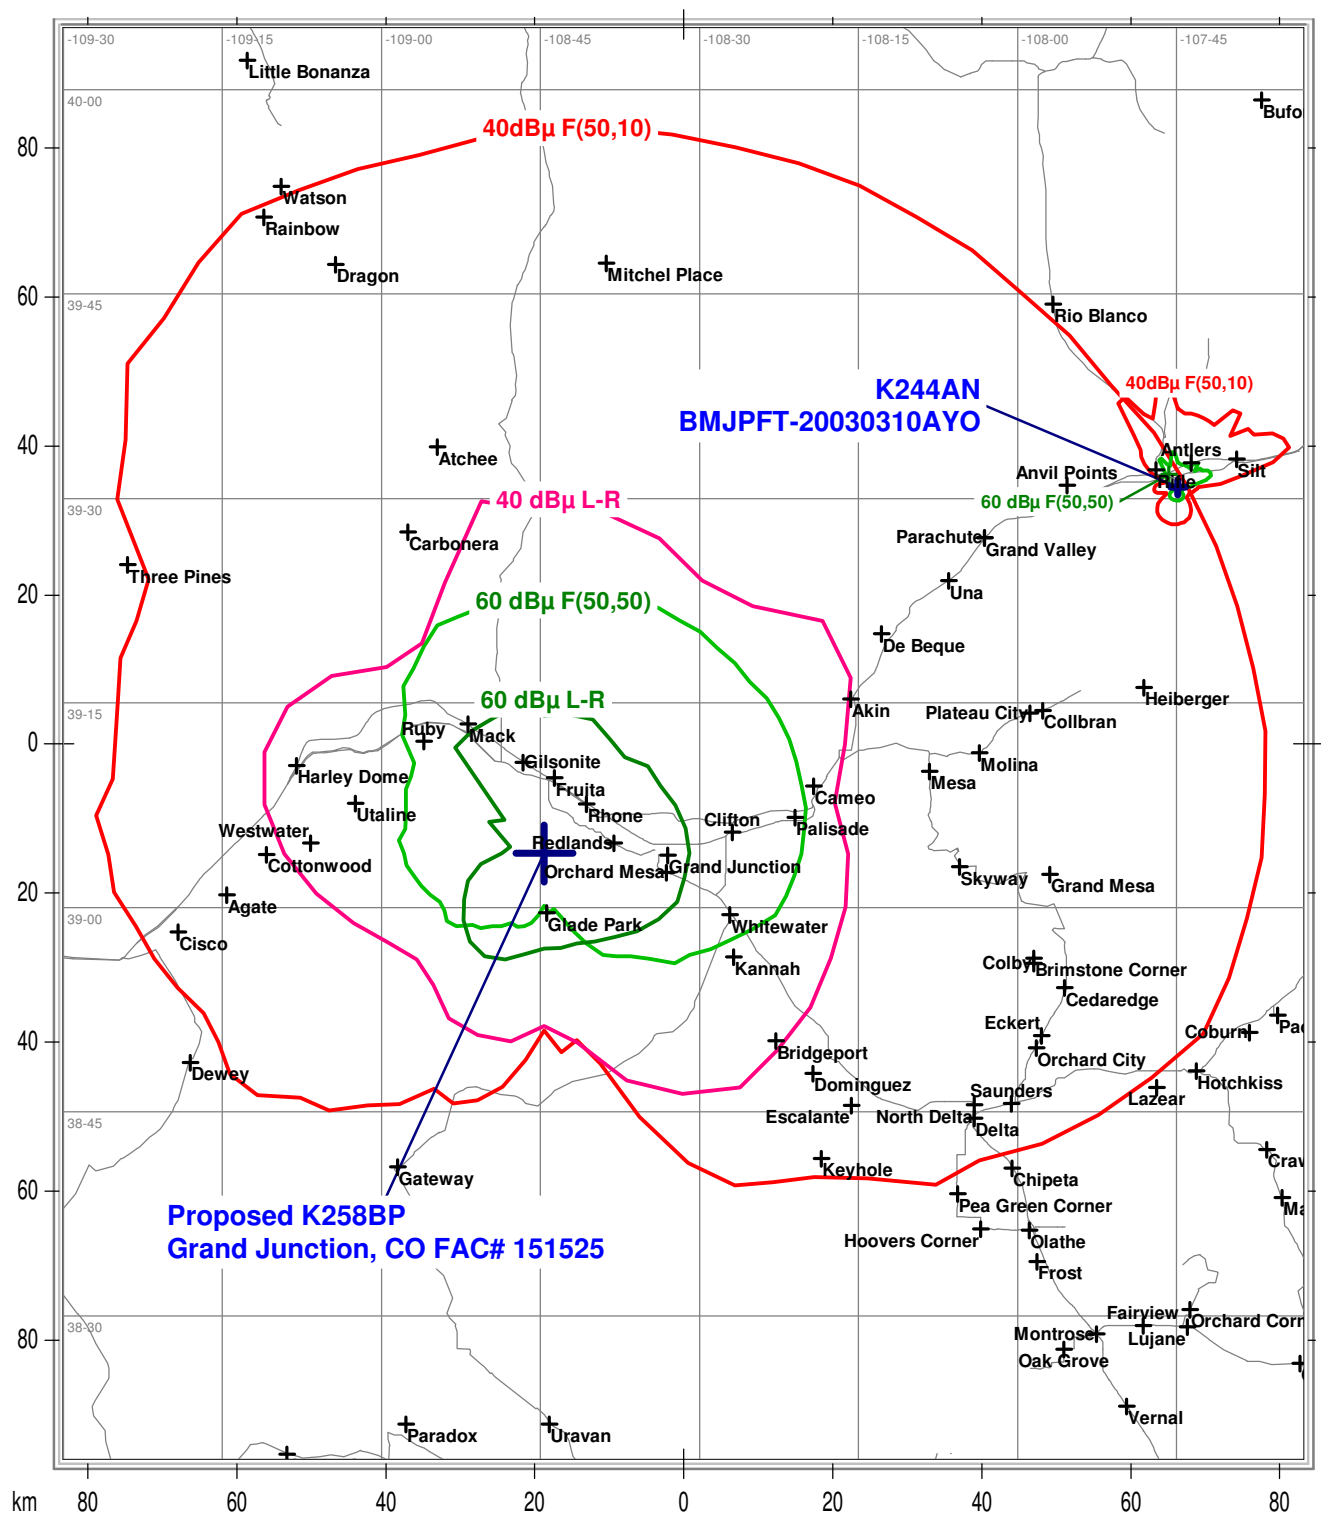 -109-30
-109-15
-109-00
-108-45
-108-30
-108-15
-108-00
-107-45
Little Bonanza
40-00
40dBµ F(50,10)
80
Watson
Rainbow
Dragon
Mitchel Place
39-45
60
Rio Blanco
K244AN
BMJPFT-20030310AYO
40dBµ F(50,10)
40
Atchee
Antlers
Silt
Anvil Points
Rifle
60 dBµ F(50,50)
40 dBµ L-R
39-30
Carbonera
Parachute
Grand Valley
Three Pines
20
Una
60 dBµ F(50,50)
De Beque
Heiberger
60 dBµ L-R
39-15
Akin
Plateau City
Collbran
Ruby
Mack
0
Gilsonite
Molina
Harley Dome
Fruita
Mesa
Utaline
Rhone
Cameo
Clifton
Palisade
Westwater
Redlands
Cottonwood
Orchard Mesa
Grand Junction
Skyway
Grand Mesa
20
Agate
39-00
Glade Park
Whitewater
Cisco
Kannah
Colby
Brimstone Corner
Cedaredge
Eckert
Coburn
40
Bridgeport
Orchard City
Dewey
Dominguez
Hotchkiss
Saunders
Lazear
Escalante
North Delta
38-45
Delta
Keyhole
Gateway
Chipeta
60
Pea Green Corner
Proposed K258BP
Grand Junction, CO FAC# 151525
Hoovers Corner
Olathe
Frost
Fairview
Orchard Corn
38-30
Montrose
Lujane
80
Oak Grove
Vernal
Paradox
Uravan
km
80
60
40
20
0
20
40
60
80